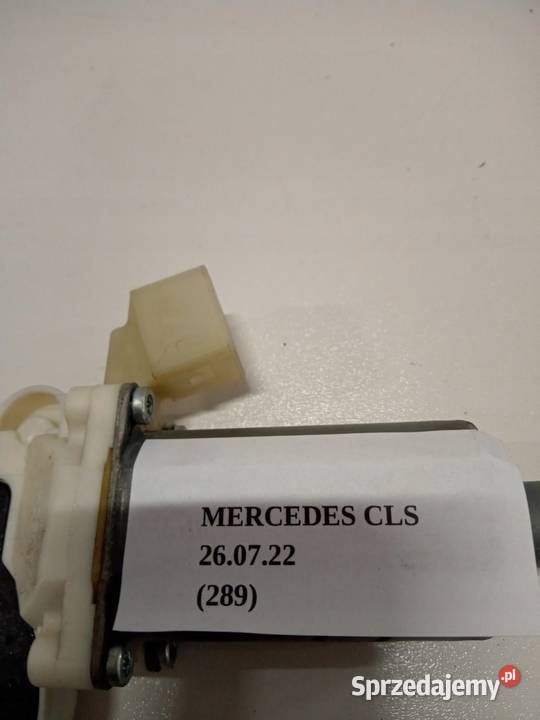 MERCEDES CLS
26.07.22
(289)
Sprzedajemy.pl